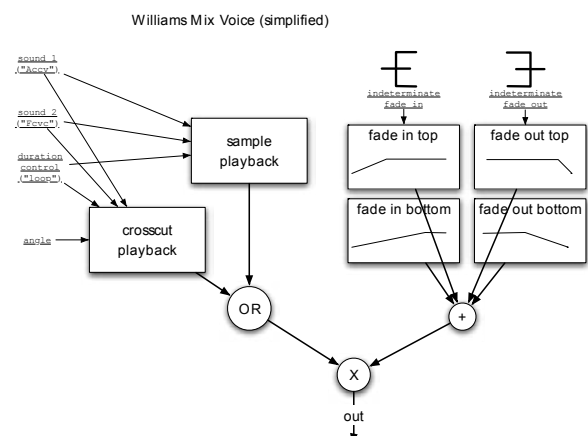 Williams Mix Voice (simplified)
sound 1
("Accv")
sound 2
("Fcvc")
duration
control
("loop")
angle
sample
playback
crosscut
playback
OR
indeterminate
fade in
indeterminate
fade out
fade in top
fade out top
fade in bottom
fade out bottom
+
X
out